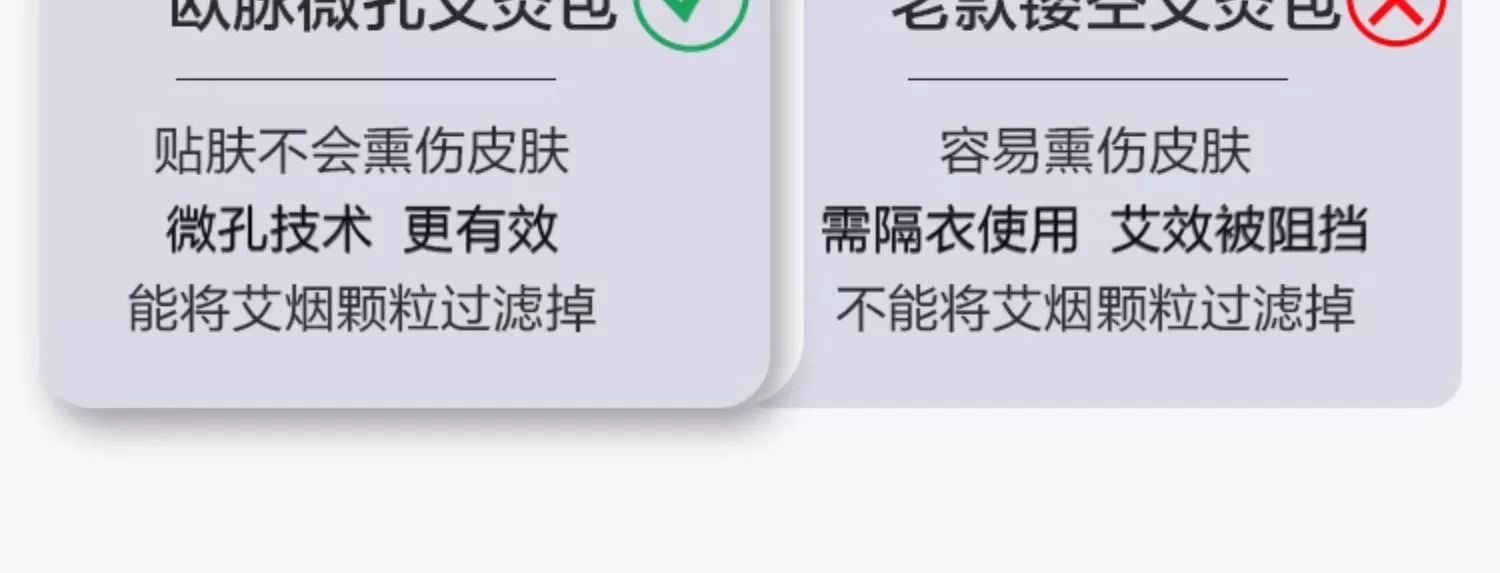 欧脉微孔艾灸包
贴肤不会熏伤皮肤
微孔技术 更有效
能将艾烟颗粒过滤掉
老款镂空艾灸包
容易熏伤皮肤
需隔衣使用 艾效被阻挡
不能将艾烟颗粒过滤掉